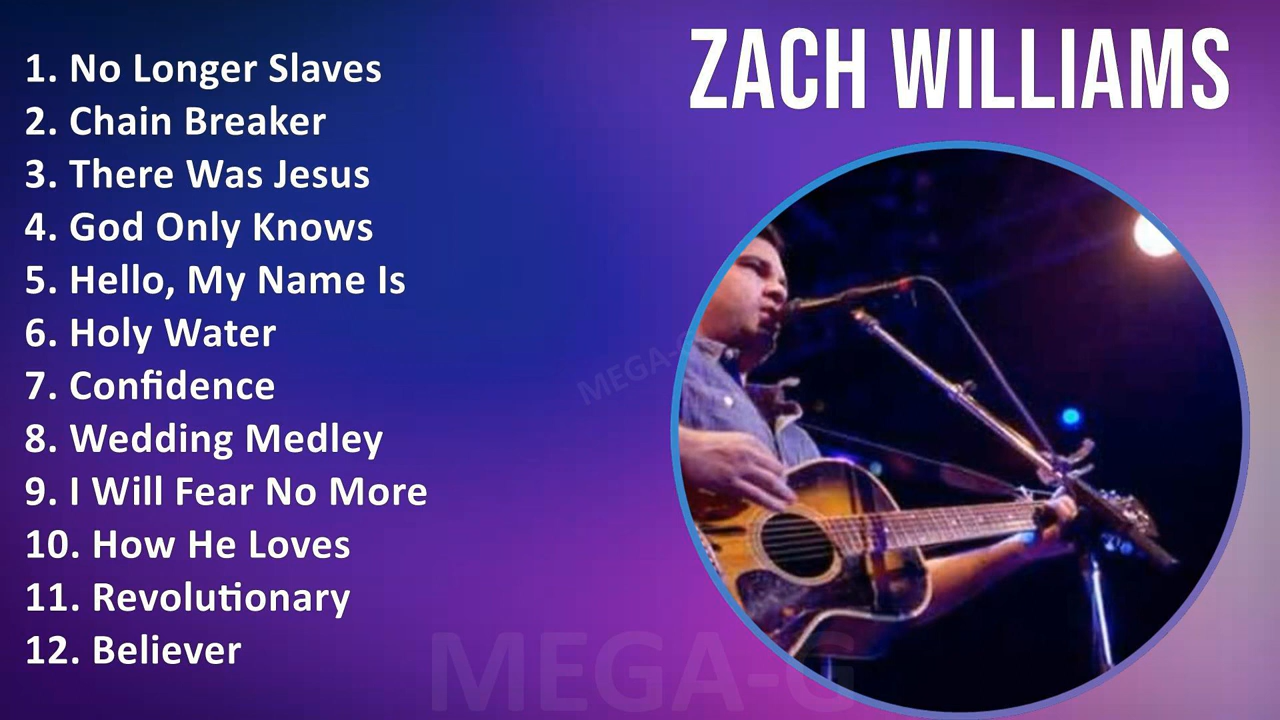 ZACH WILLIAMS
1. No Longer Slaves
2. Chain Breaker
3. There Was Jesus
4. God Only Knows
5. Hello, My Name Is
6. Holy Water
7. Confidence
8. Wedding Medley
9. I Will Fear No More
10. How He Loves
11. Revolutionary
12. Believer
MEGA-G
MEGA-G